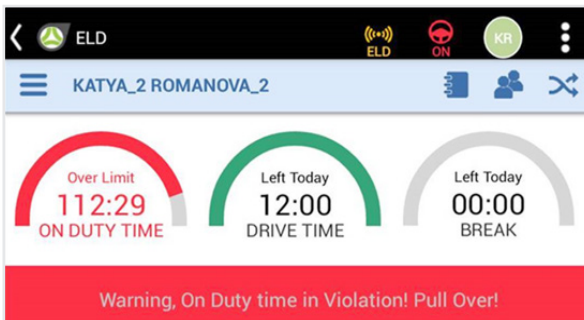 ELD
ELD
ON
KR
KATYA_2 ROMANOVA_2
Over Limit
112:29
ON DUTY TIME
Left Today
12:00
DRIVE TIME
Left Today
00:00
BREAK
Warning, On Duty time in Violation! Pull Over!